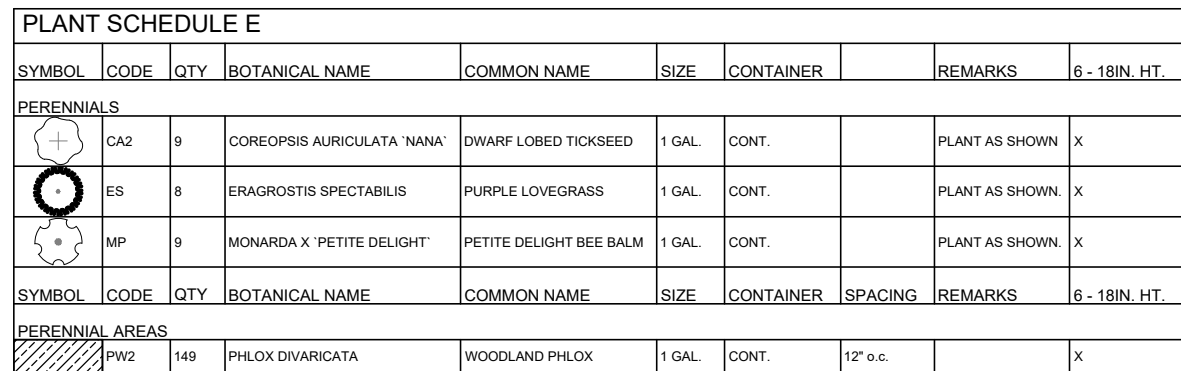 PLANT SCHEDULE E
SYMBOL CODE QTY BOTANICAL NAME COMMON NAME SIZE CONTAINER REMARKS 6 - 18IN. HT.
PERENNIALS
CA2 9 COREOPSIS AURICULATA `NANA` DWARF LOBED TICKSEED 1 GAL. CONT. PLANT AS SHOWN X
ES 8 ERAGROSTIS SPECTABILIS PURPLE LOVEGRASS 1 GAL. CONT. PLANT AS SHOWN. X
MP 9 MONARDA X `PETITE DELIGHT` PETITE DELIGHT BEE BALM 1 GAL. CONT. PLANT AS SHOWN. X
SYMBOL CODE QTY BOTANICAL NAME COMMON NAME SIZE CONTAINER SPACING REMARKS 6 - 18IN. HT.
PERENNIAL AREAS
PW2 149 PHLOX DIVARICATA WOODLAND PHLOX 1 GAL. CONT. 12" o.c. X